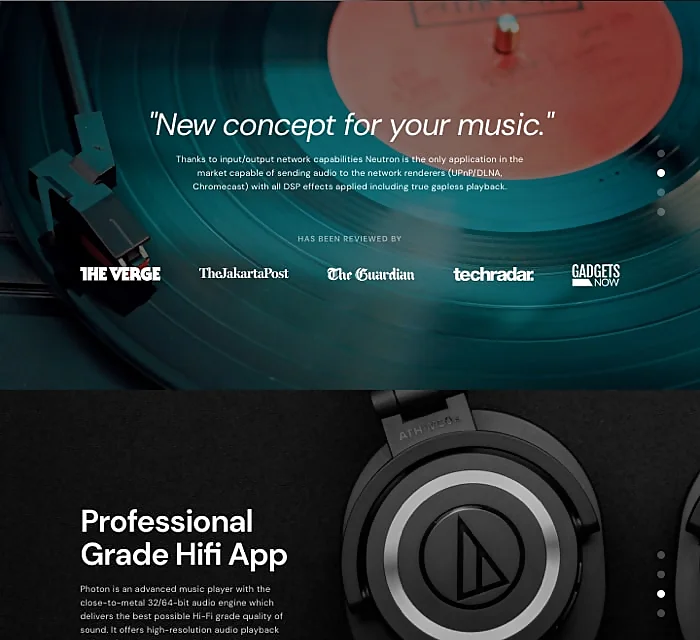 "New concept for your music."
Thanks to input/output network capabilities Neutron is the only application in the
market capable of sending audio to the network renderers (UPnP/DLNA,
Chromecast) with all DSP effects applied including true gapless playback.
HAS BEEN REVIEWED BY
THE VERGE
TheJakartaPost
The Guardian
techradar.
GADGETS
NOW
Professional
Grade Hifi App
Photon is an advanced music player with the
close-to-metal 32/64-bit audio engine which
delivers the best possible Hi-Fi grade quality of
sound. It offers high-resolution audio playback